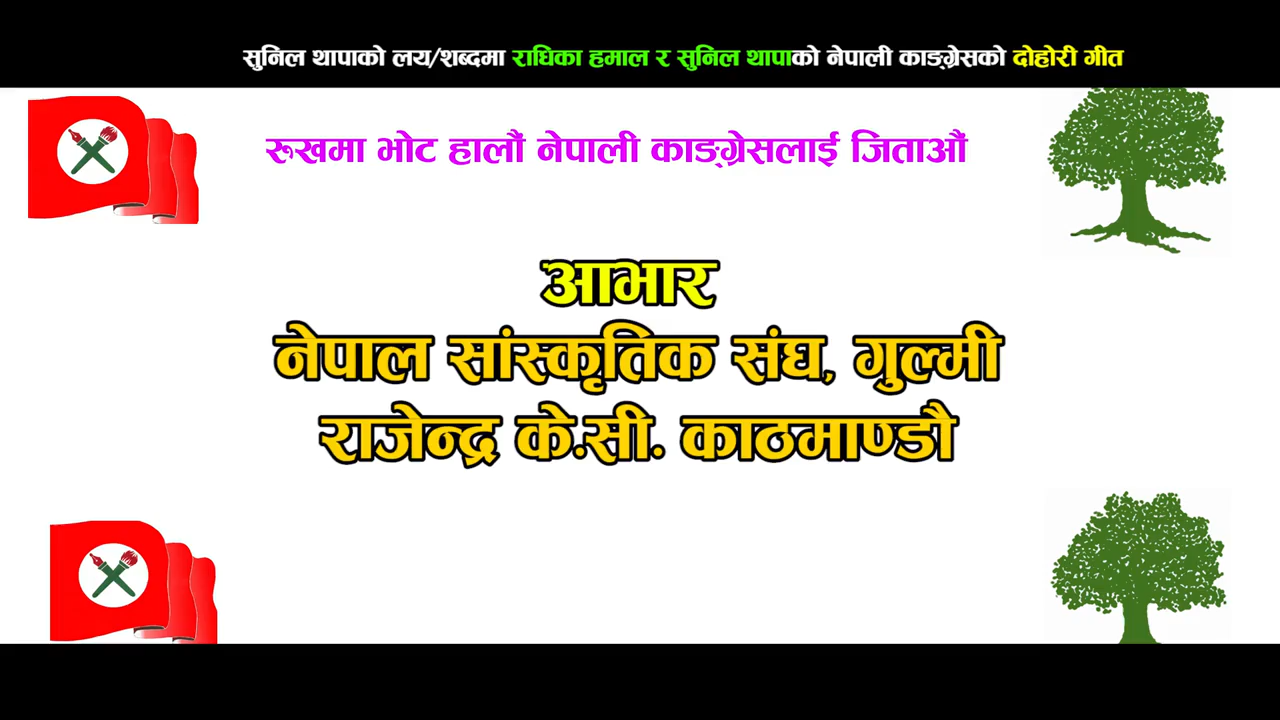 सुनिल थापाको लय/शब्दमा राधिका हमाल र सुनिल थापाको नेपाली काङ्ग्रेसको दोहोरी गीत
रुखमा भोट हालौं नेपाली काङ्ग्रेसलाई जिताऔं
आभार
नेपाल सांस्कृतिक संघ, गुल्मी
राजेन्द्र के.सी. काठमाण्डौ